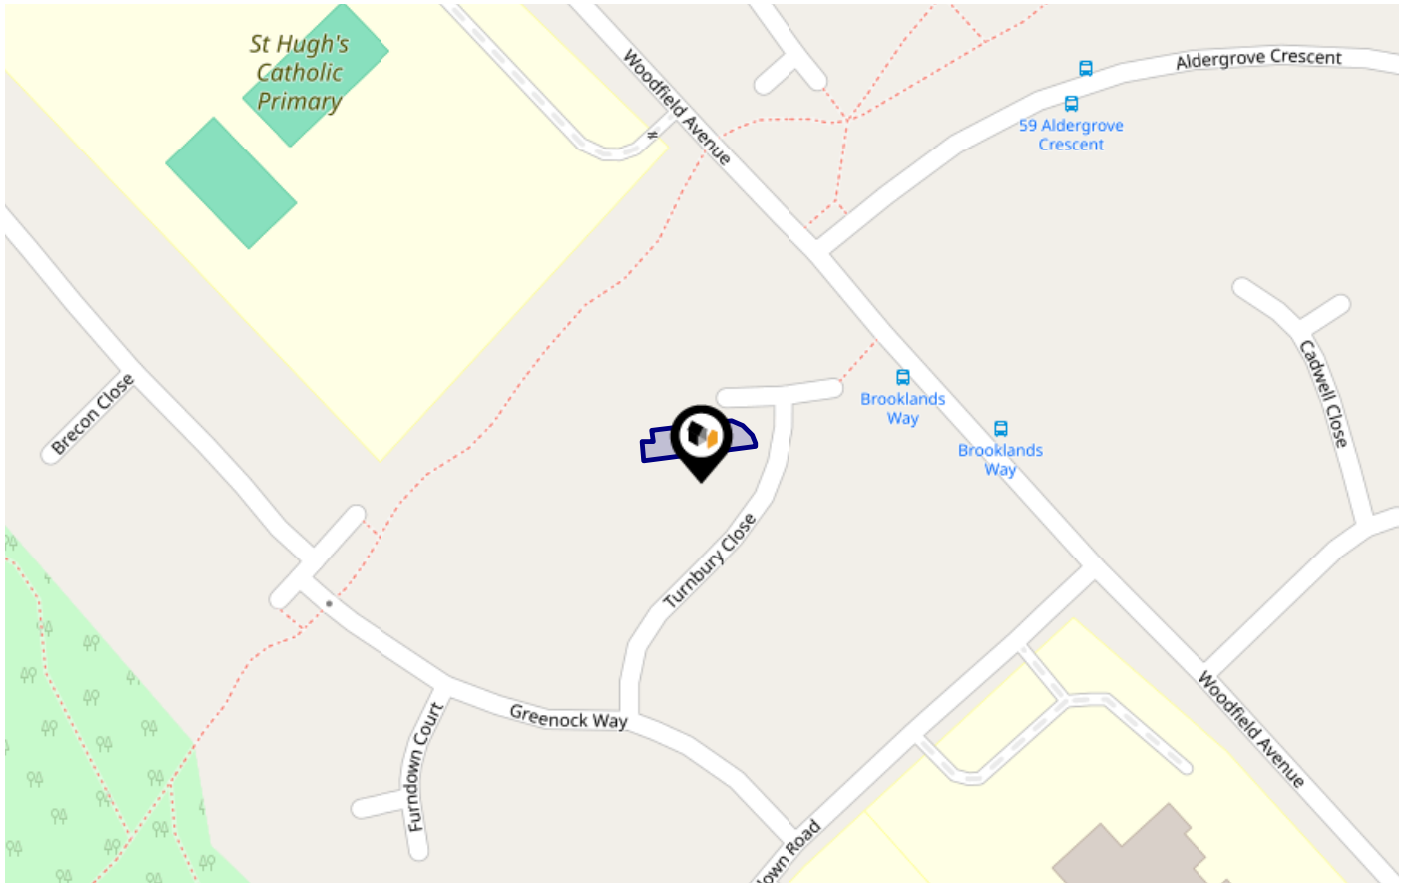 St Hugh's
Catholic
Primary
Woodfield Avenue
Aldergrove Crescent
59 Aldergrove
Crescent
Brecon Close
Brooklands
Way
Brooklands
Way
Cadwell Close
Turnbury Close
Greenock Way
Furndown Court
Woodfield Avenue
Road